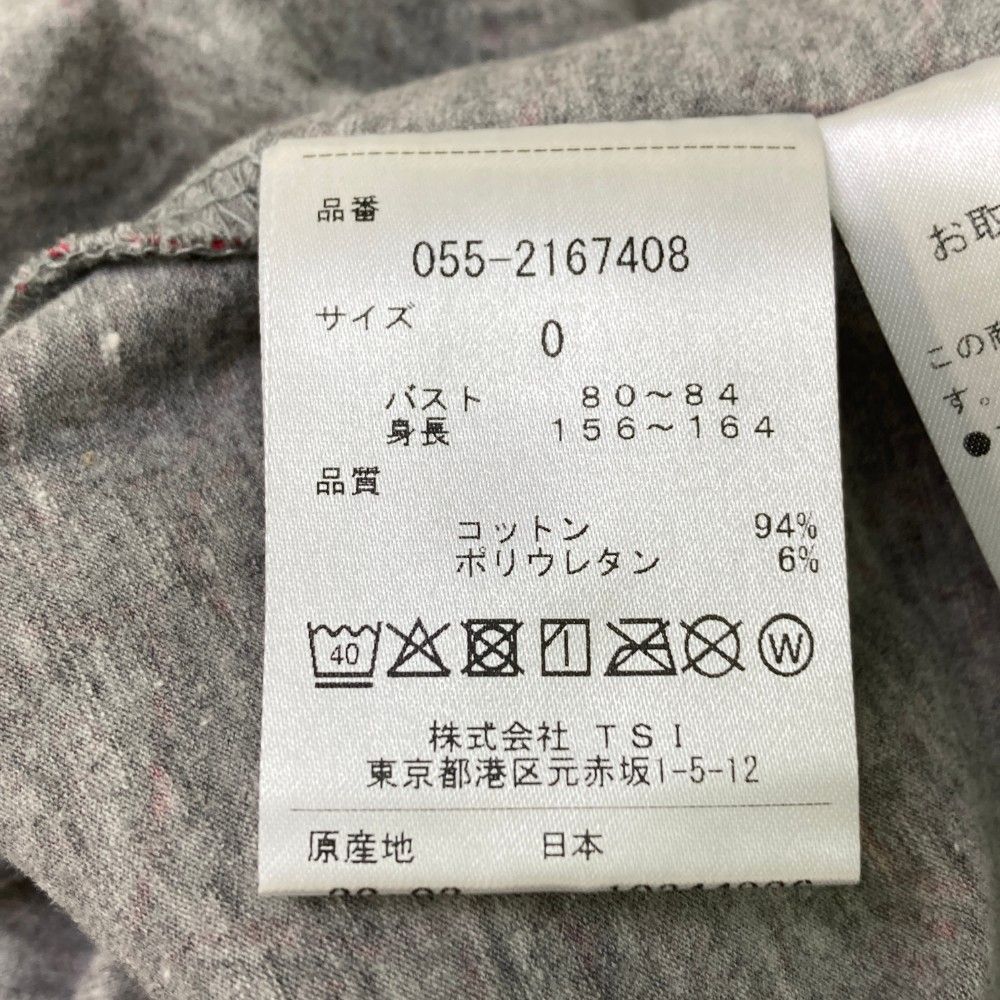 品番
055-2167408
サイズ
0
バスト 80〜84
身長 156〜164
品質
コットン 94%
ポリウレタン 6%
40
W
株式会社 TSI
東京都港区元赤坂1-5-12
原産地 日本
お取
この商
す。